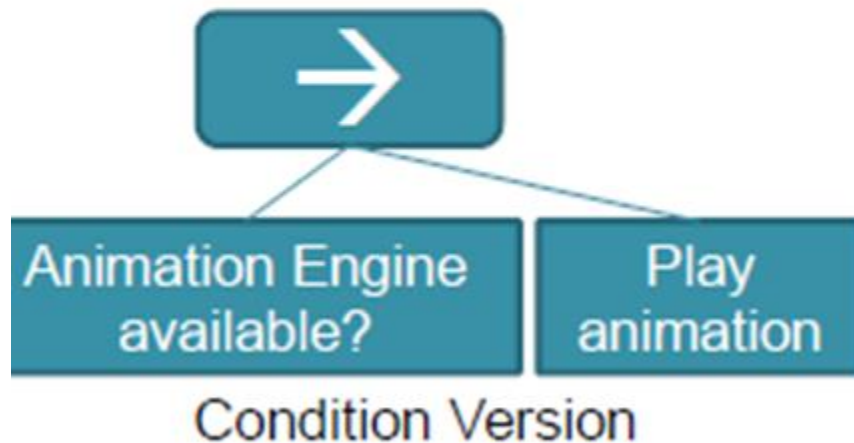 →
Animation Engine
available?
Play
animation
Condition Version